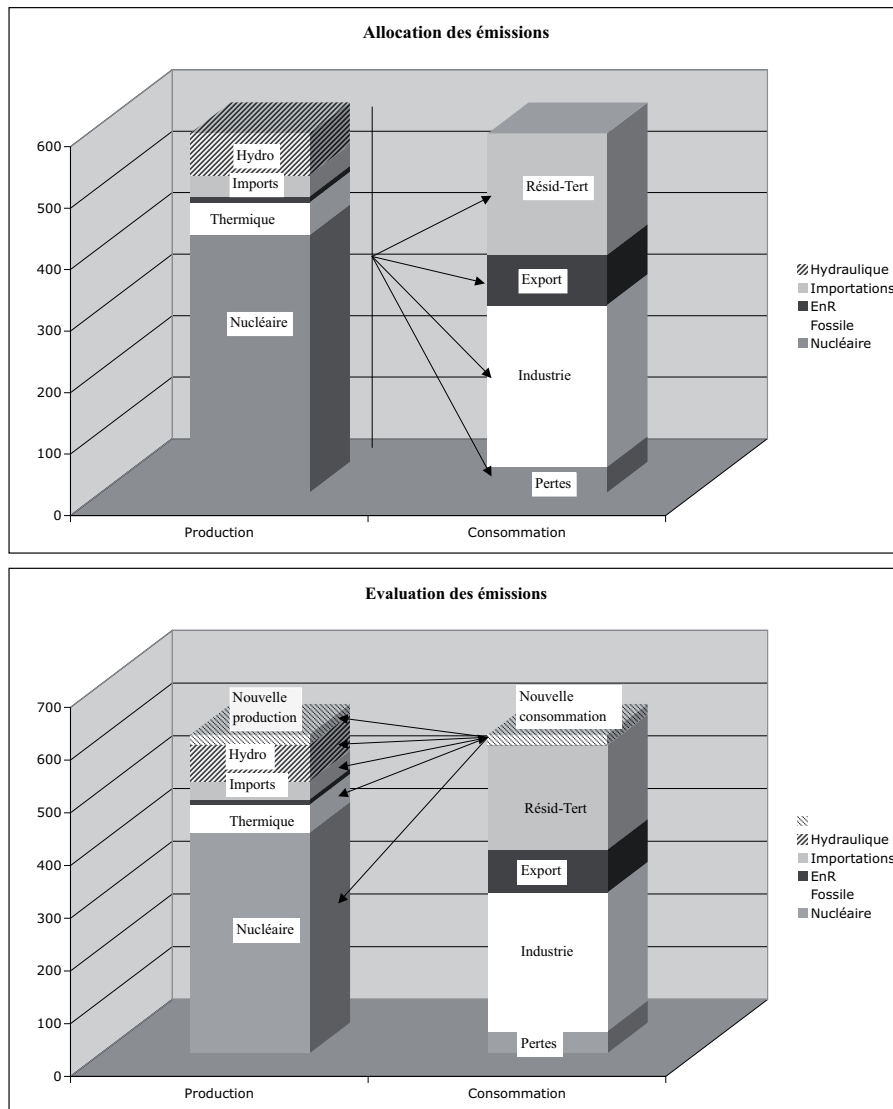 Allocation des émissions
600
500
400
300
200
100
0
Hydro
Imports
Thermique
Nucléaire
Résid-Tert
Export
Industrie
Pertes
Production
Consommation
Hydraulique
Importations
EnR
Fossile
Nucléaire
Evaluation des émissions
700
600
500
400
300
200
100
0
Nouvelle
production
Hydro
Imports
Thermique
Nucléaire
Nouvelle
consommation
Résid-Tert
Export
Industrie
Pertes
Production
Consommation
Hydraulique
Importations
EnR
Fossile
Nucléaire